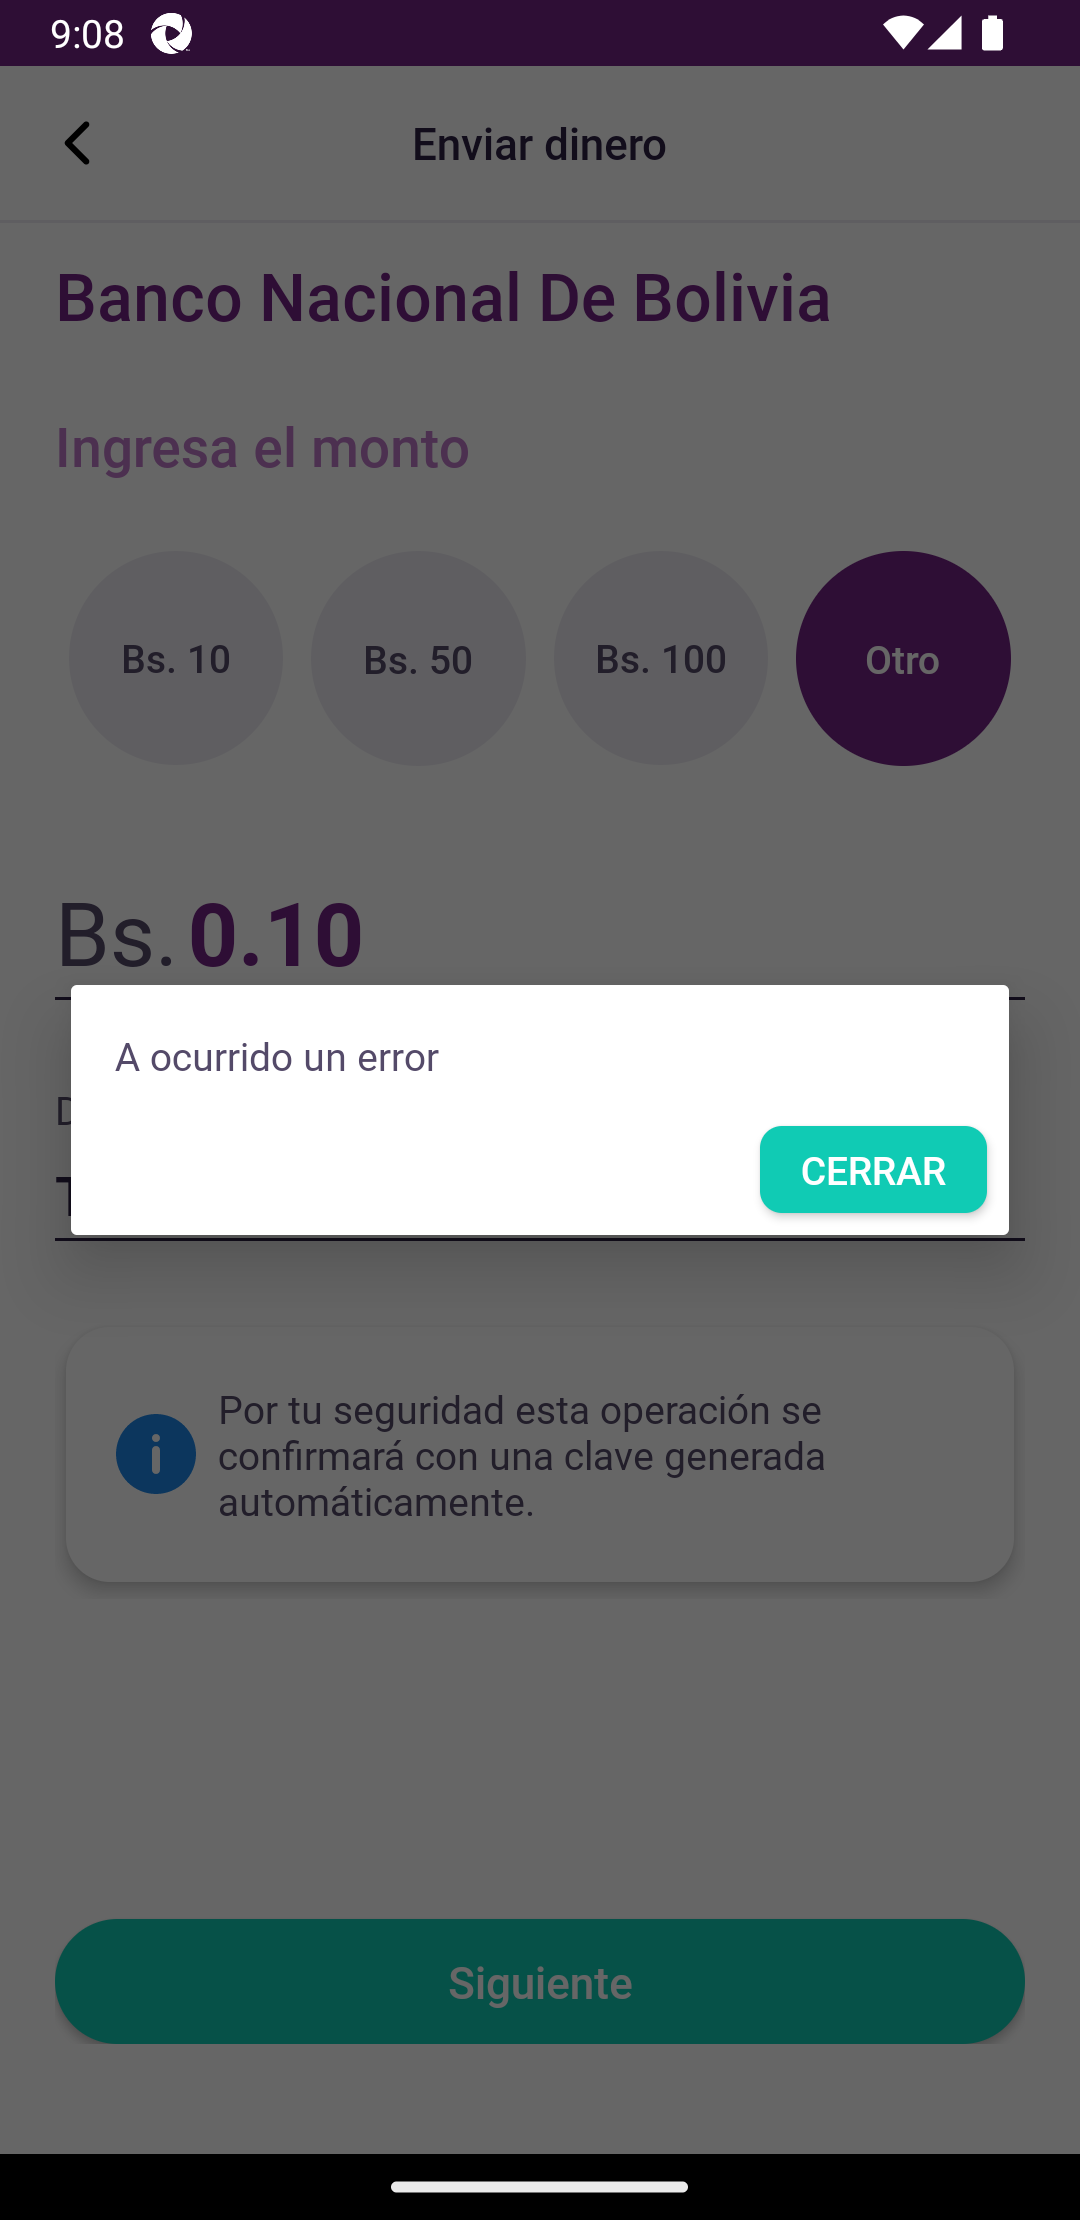 9:08
Enviar dinero
Banco Nacional De Bolivia
Ingresa el monto
Bs. 10
Bs. 50
Bs. 100
Otro
Bs. 0.10
A ocurrido un error
CERRAR
Por tu seguridad esta operación se
confirmará con una clave generada
automáticamente.
Siguiente